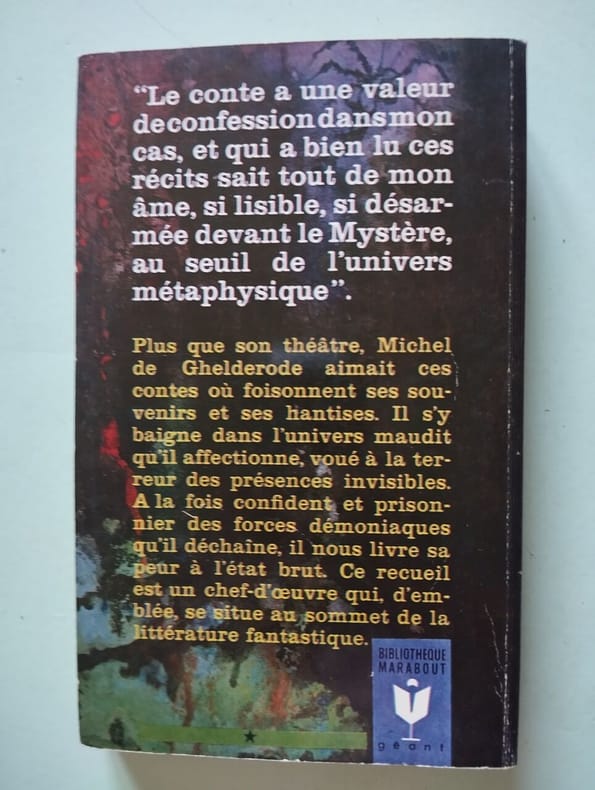 “Le conte a une valeur
de confession dans mon
cas, et qui a bien lu ces
récits sait tout de mon
âme, si lisible, si désar-
mée devant le Mystère,
au seuil de l'univers
métaphysique”.
Plus que son théâtre, Michel
de Ghelderode aimait ces
contes où foisonnent ses sou-
venirs et ses hantises. Il s'y
baigne dans l'univers maudit
qu'il affectionne, voué à la ter-
reur des présences invisibles.
A la fois confident et prison-
nier des forces démoniaques
qu'il déchaîne, il nous livre sa
peur à l'état brut. Ce recueil
est un chef-d'œuvre qui, d'em-
blée, se situe au sommet de la
littérature fantastique.
BIBLIOTHEQUE
MARABOUT
géant